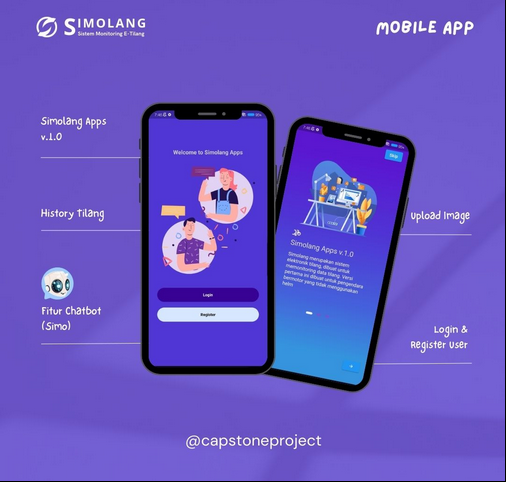 SIMOLANG
Sistem Monitoring E-Tilang
MOBILE APP
Simolang Apps
v.1.0
History Tilang
Fitur Chatbot
(Simo)
Welcome to Simolang Apps
Login
Register
Skip
Simolang Apps v.1.0
Simolang merupakan sistem
elektronik tilang, dibuat untuk
memonitoring data tilang. Versi
pertama ini dibuat untuk pengendara
bermotor yang tidak menggunakan
helm.
Upload Image
Login &
Register user
@capstoneproject